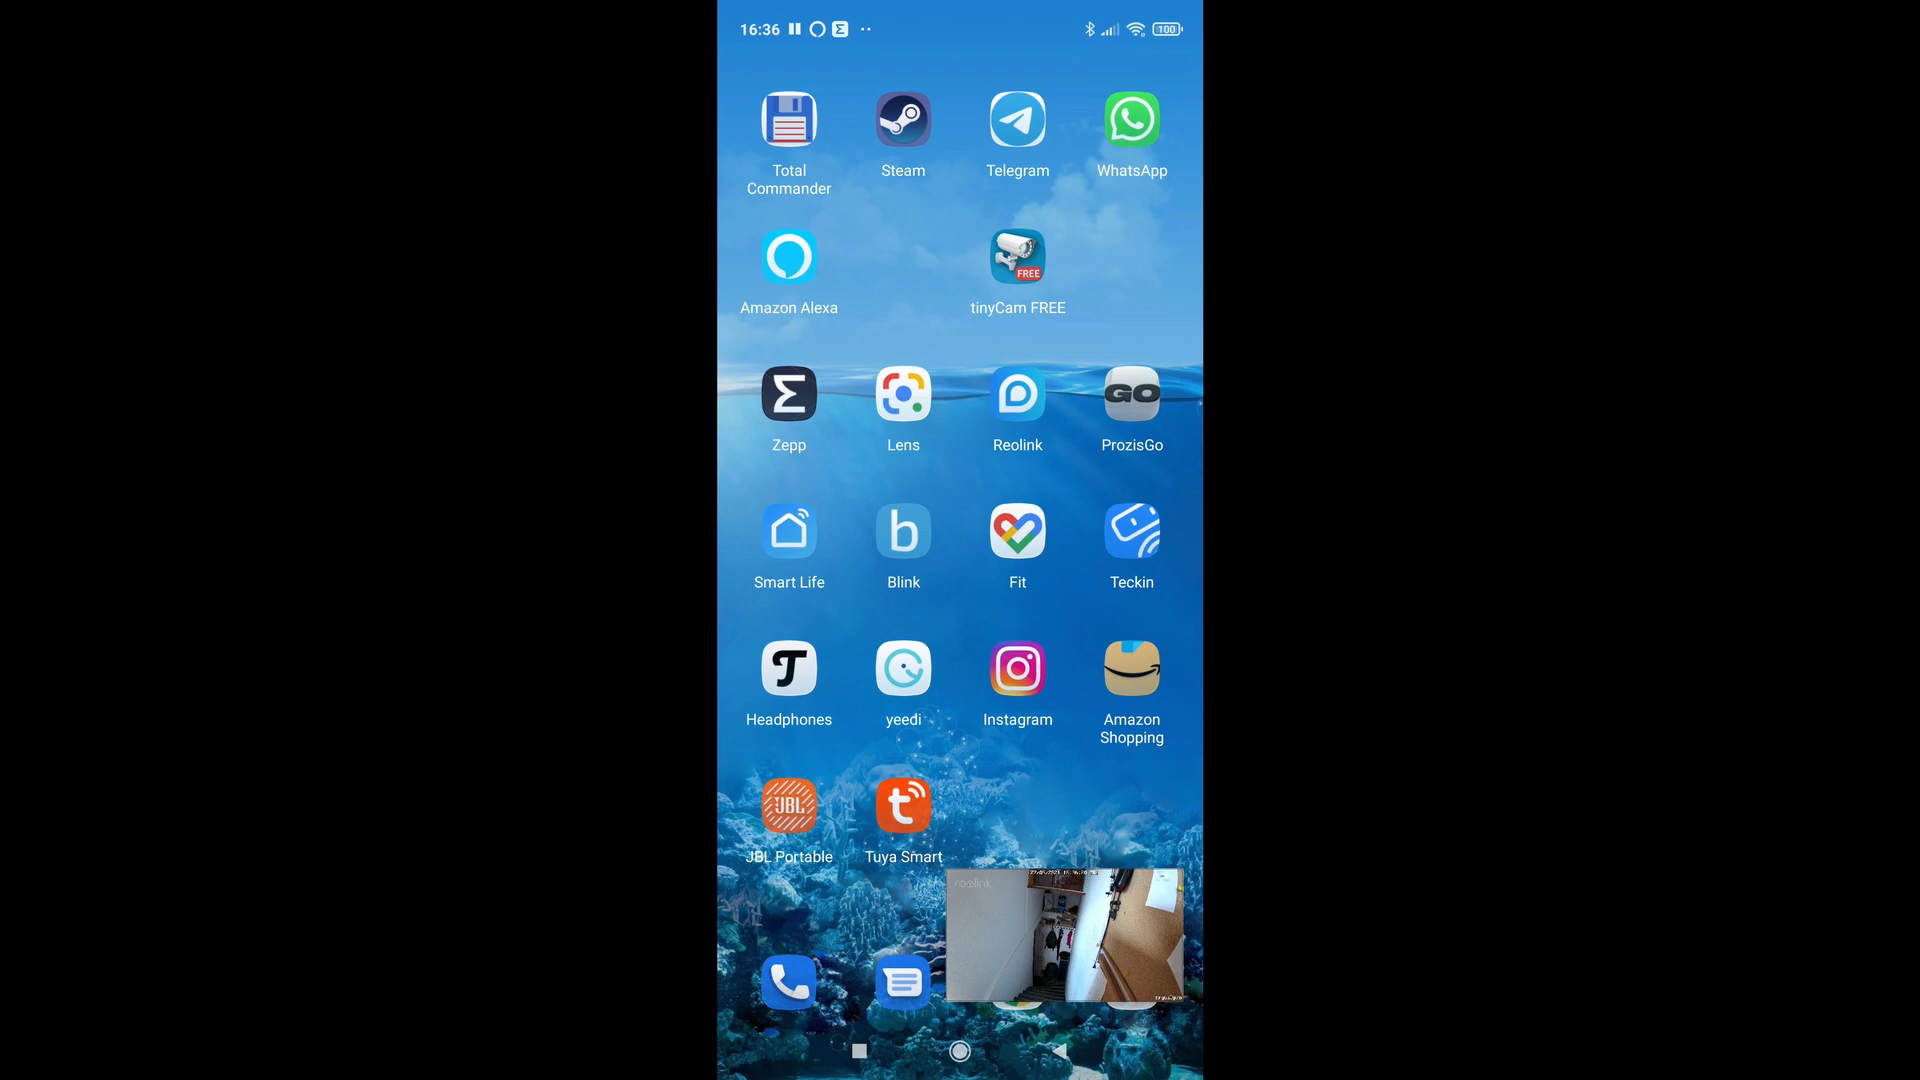 16:36
100
Total
Commander
Steam
Telegram
WhatsApp
FREE
Amazon Alexa
tinyCam FREE
GO
Zepp
Lens
Reolink
ProzisGo
b
Smart Life
Blink
Fit
Teckin
Headphones
yeedi
Instagram
Amazon
Shopping
JBL
JBL Portable
Tuya Smart
reolink